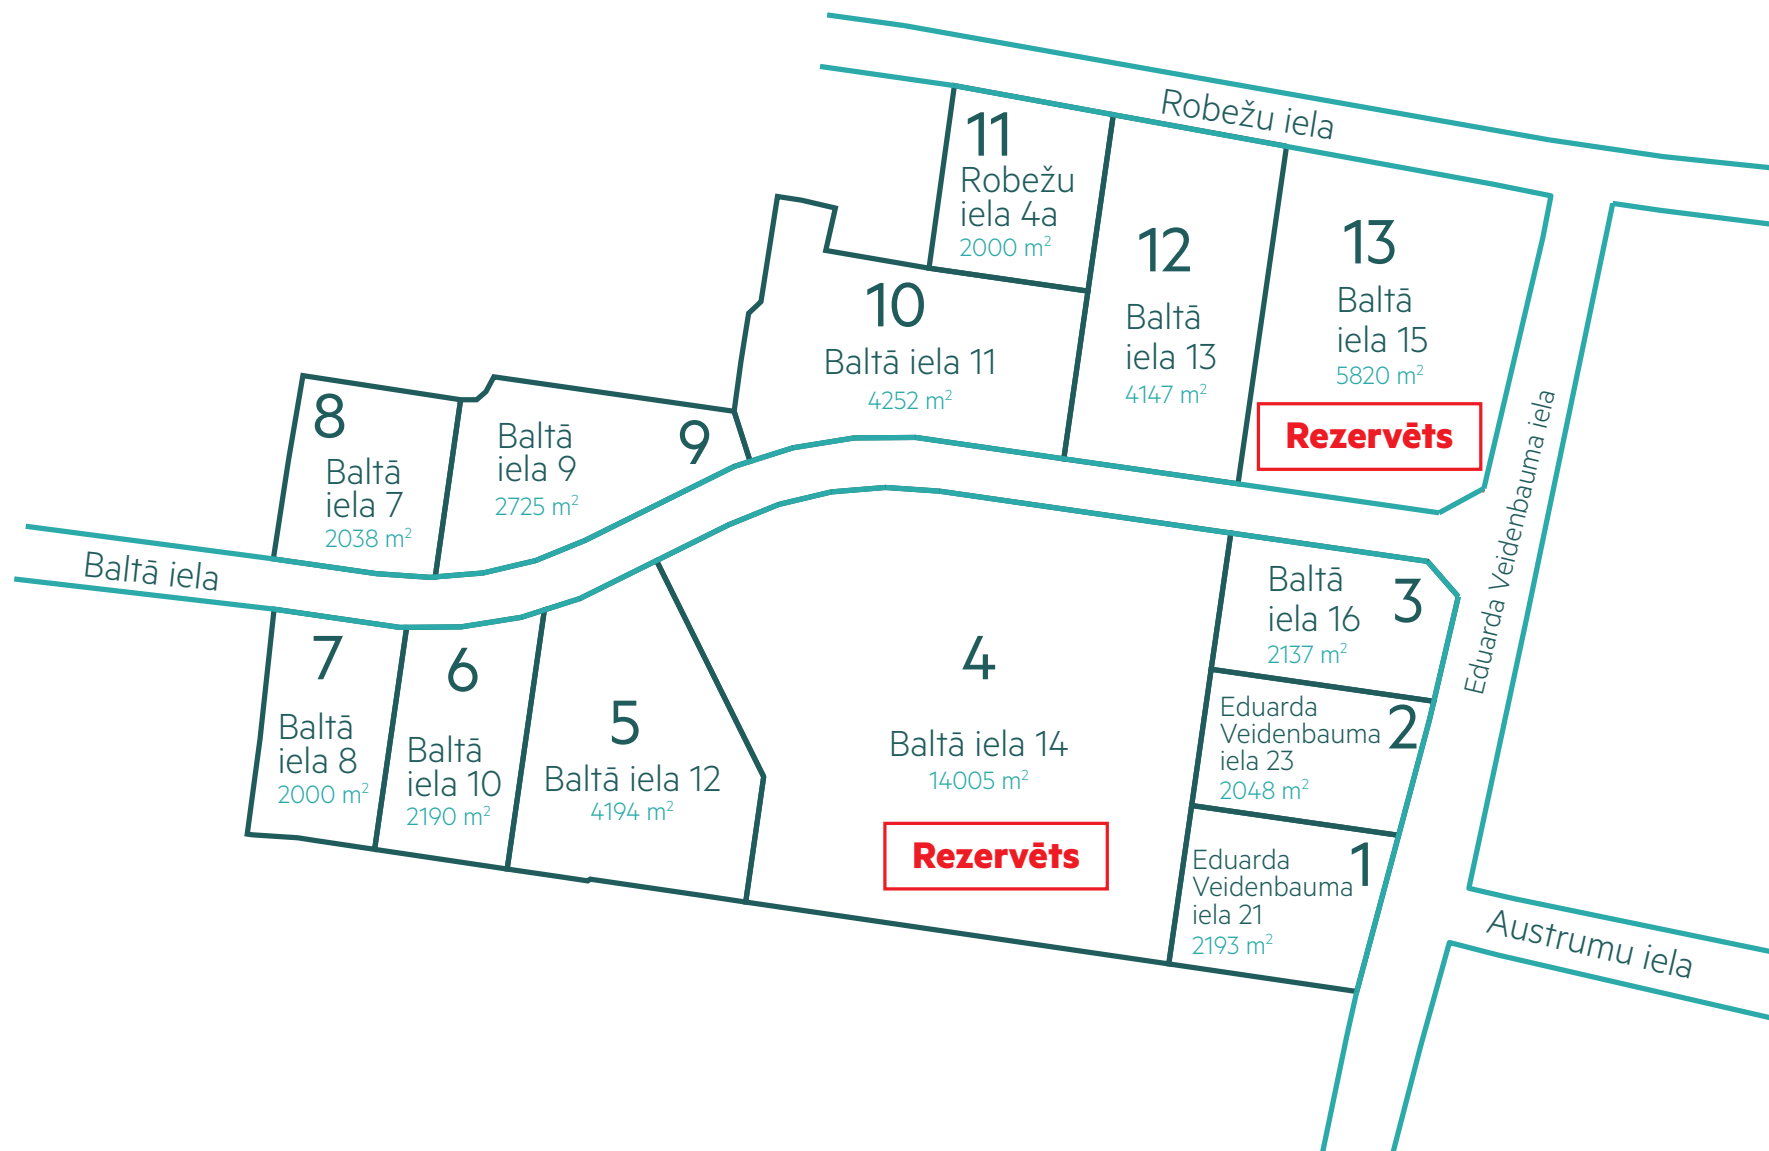 Robežu iela
11
Robežu
iela 4a
2000 m²
12
Baltā
iela 13
4147 m²
13
Baltā
iela 15
5820 m²
Rezervēts
10
Baltā iela 11
4252 m²
8
Baltā
iela 7
2038 m²
9
Baltā
iela 9
2725 m²
Baltā iela
Eduarda Veidenbauma iela
7
Baltā
iela 8
2000 m²
6
Baltā
iela 10
2190 m²
5
Baltā iela 12
4194 m²
4
Baltā iela 14
14005 m²
Rezervēts
3
Baltā
iela 16
2137 m²
Eduarda
Veidenbauma
iela 23
2048 m²
2
Eduarda
Veidenbauma
iela 21
2193 m²
1
Austrumu iela